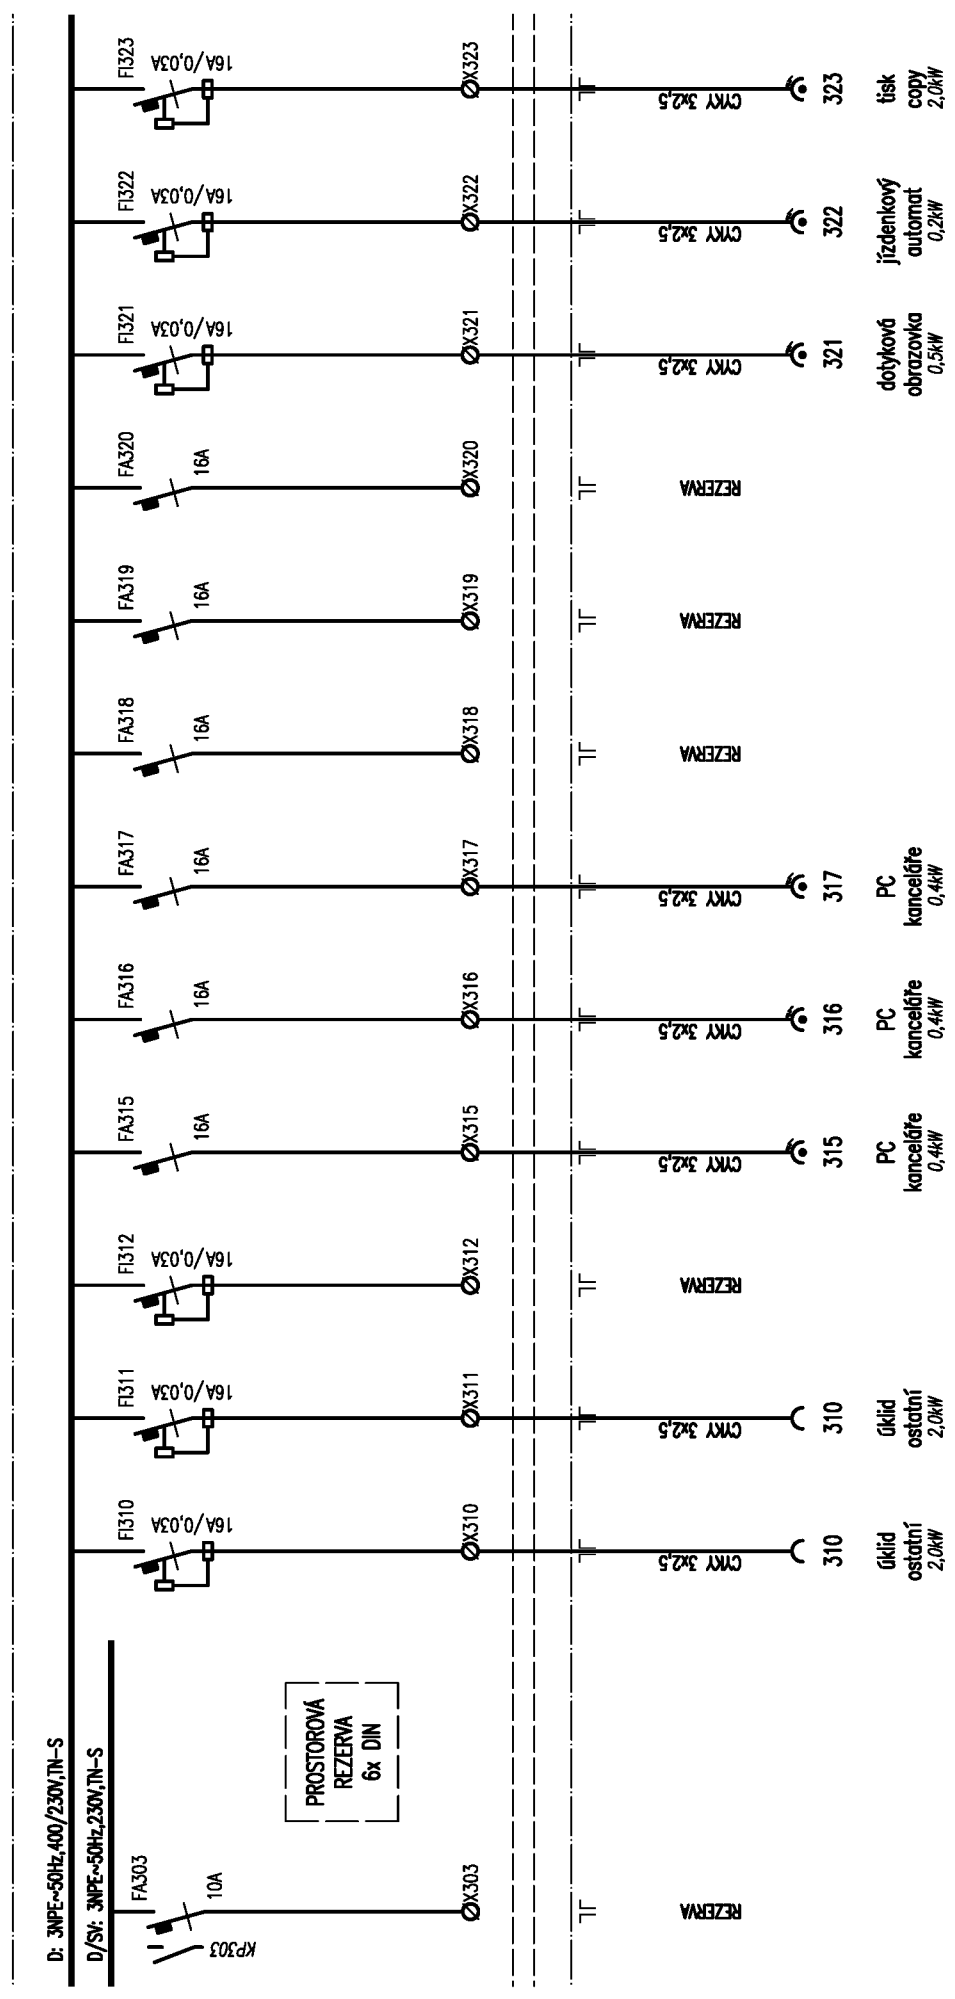 D: 3NPE~50Hz,400/230V,TN-S
D/SV: 3NPE~50Hz,230V,TN-S
FA303
10A
KP303
X303
REZERVA
PROSTOROVÁ
REZERVA
6x DIN
FI310
16A/0,03A
X310
CYKY 3x2,5
310
úklid
ostatní
2,0kW
FI311
16A/0,03A
X311
CYKY 3x2,5
310
úklid
ostatní
2,0kW
FI312
16A/0,03A
X312
REZERVA
FA315
16A
X315
CYKY 3x2,5
315
PC
kanceláře
0,4kW
FA316
16A
X316
CYKY 3x2,5
316
PC
kanceláře
0,4kW
FA317
16A
X317
CYKY 3x2,5
317
PC
kanceláře
0,4kW
FA318
16A
X318
REZERVA
FA319
16A
X319
REZERVA
FA320
16A
X320
REZERVA
FI321
16A/0,03A
X321
CYKY 3x2,5
321
dotyková
obrazovka
0,5kW
FI322
16A/0,03A
X322
CYKY 3x2,5
322
jízdenkový
automat
0,2kW
FI323
16A/0,03A
X323
CYKY 3x2,5
323
tisk
copy
2,0kW